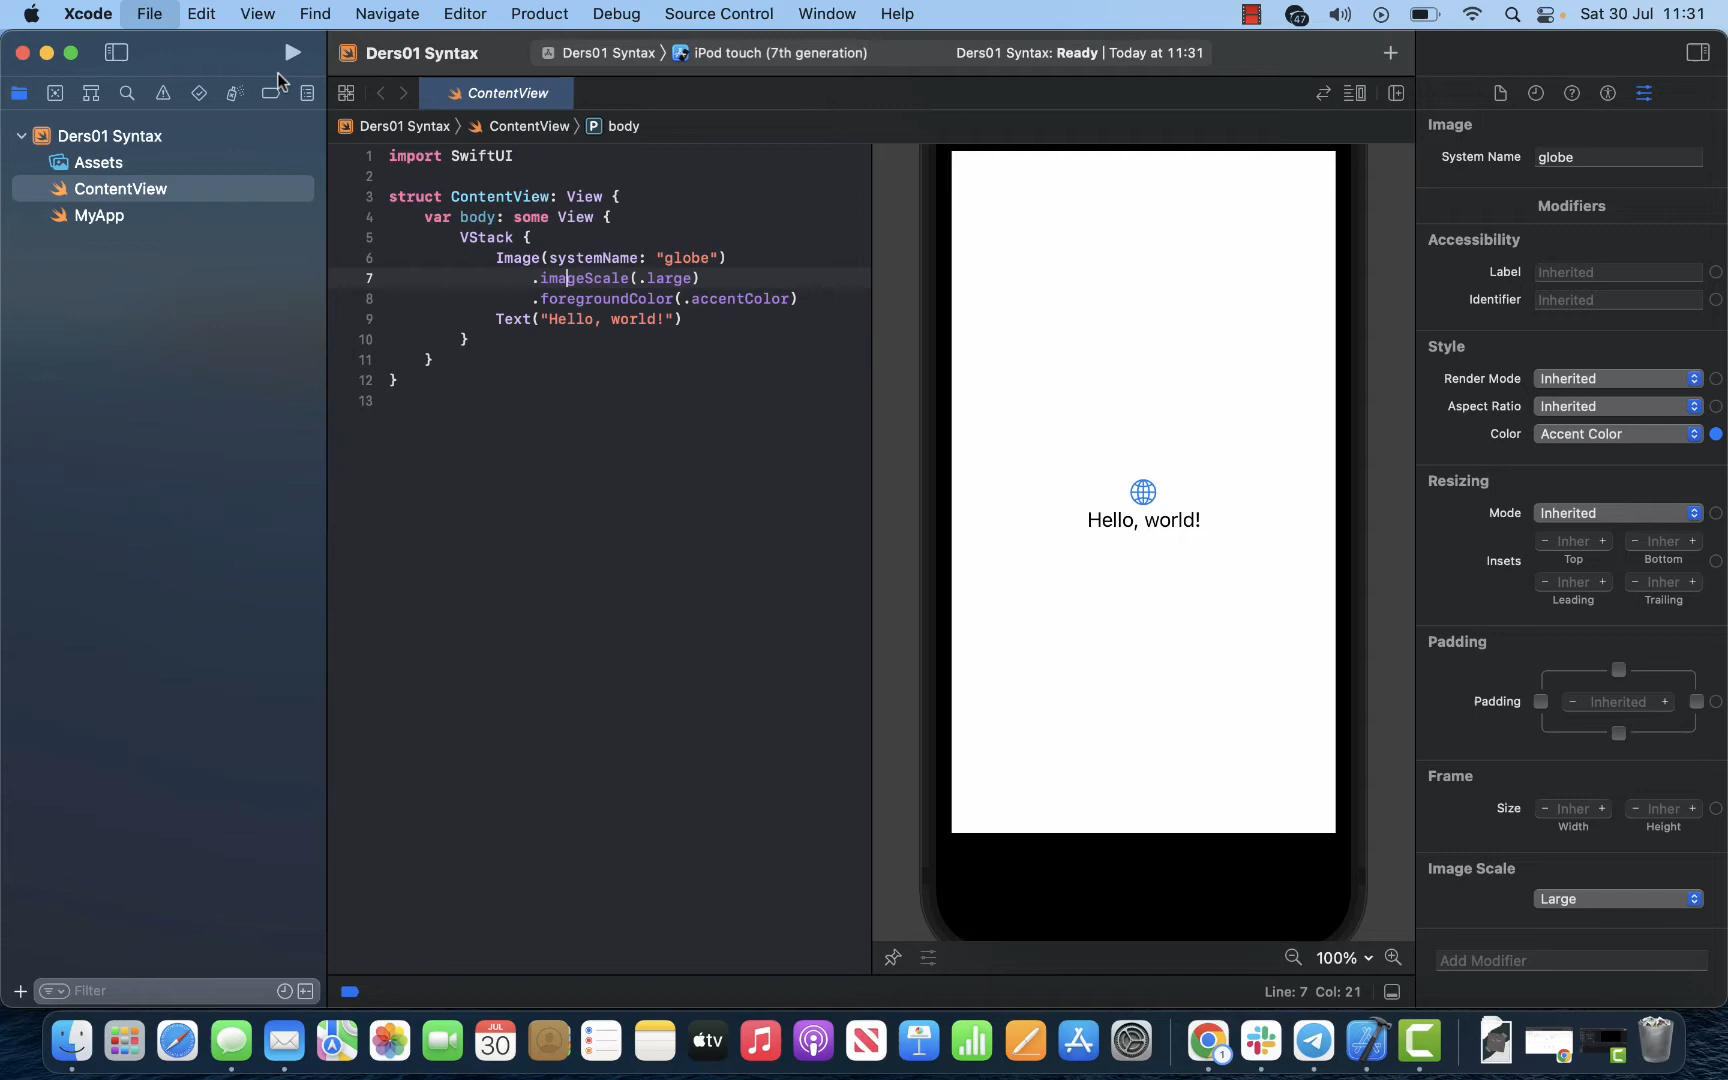 Xcode File Edit View Find Navigate Editor Product Debug Source Control Window Help 47 Sat 30 Jul 11:31
Ders01 Syntax Ders01 Syntax 〉 iPod touch (7th generation) Ders01 Syntax: Ready | Today at 11:31
ContentView
Ders01 Syntax 〉 ContentView 〉 P body
Ders01 Syntax
Assets
ContentView
MyApp
1 import SwiftUI
2
3 struct ContentView: View {
4 var body: some View {
5 VStack {
6 Image(systemName: "globe")
7 .imageScale(.large)
8 .foregroundColor(.accentColor)
9 Text("Hello, world!")
10 }
11 }
12 }
13
Hello, world!
Image
System Name globe
Modifiers
Accessibility
Label Inherited
Identifier Inherited
Style
Render Mode Inherited
Aspect Ratio Inherited
Color Accent Color
Resizing
Mode Inherited
Insets
− Inher + − Inher +
Top Bottom
− Inher + − Inher +
Leading Trailing
Padding
Padding − Inherited +
Frame
Size − Inher + − Inher +
Width Height
Image Scale
Large
Add Modifier
100%
Filter
Line: 7 Col: 21
JUL
30
tv
1